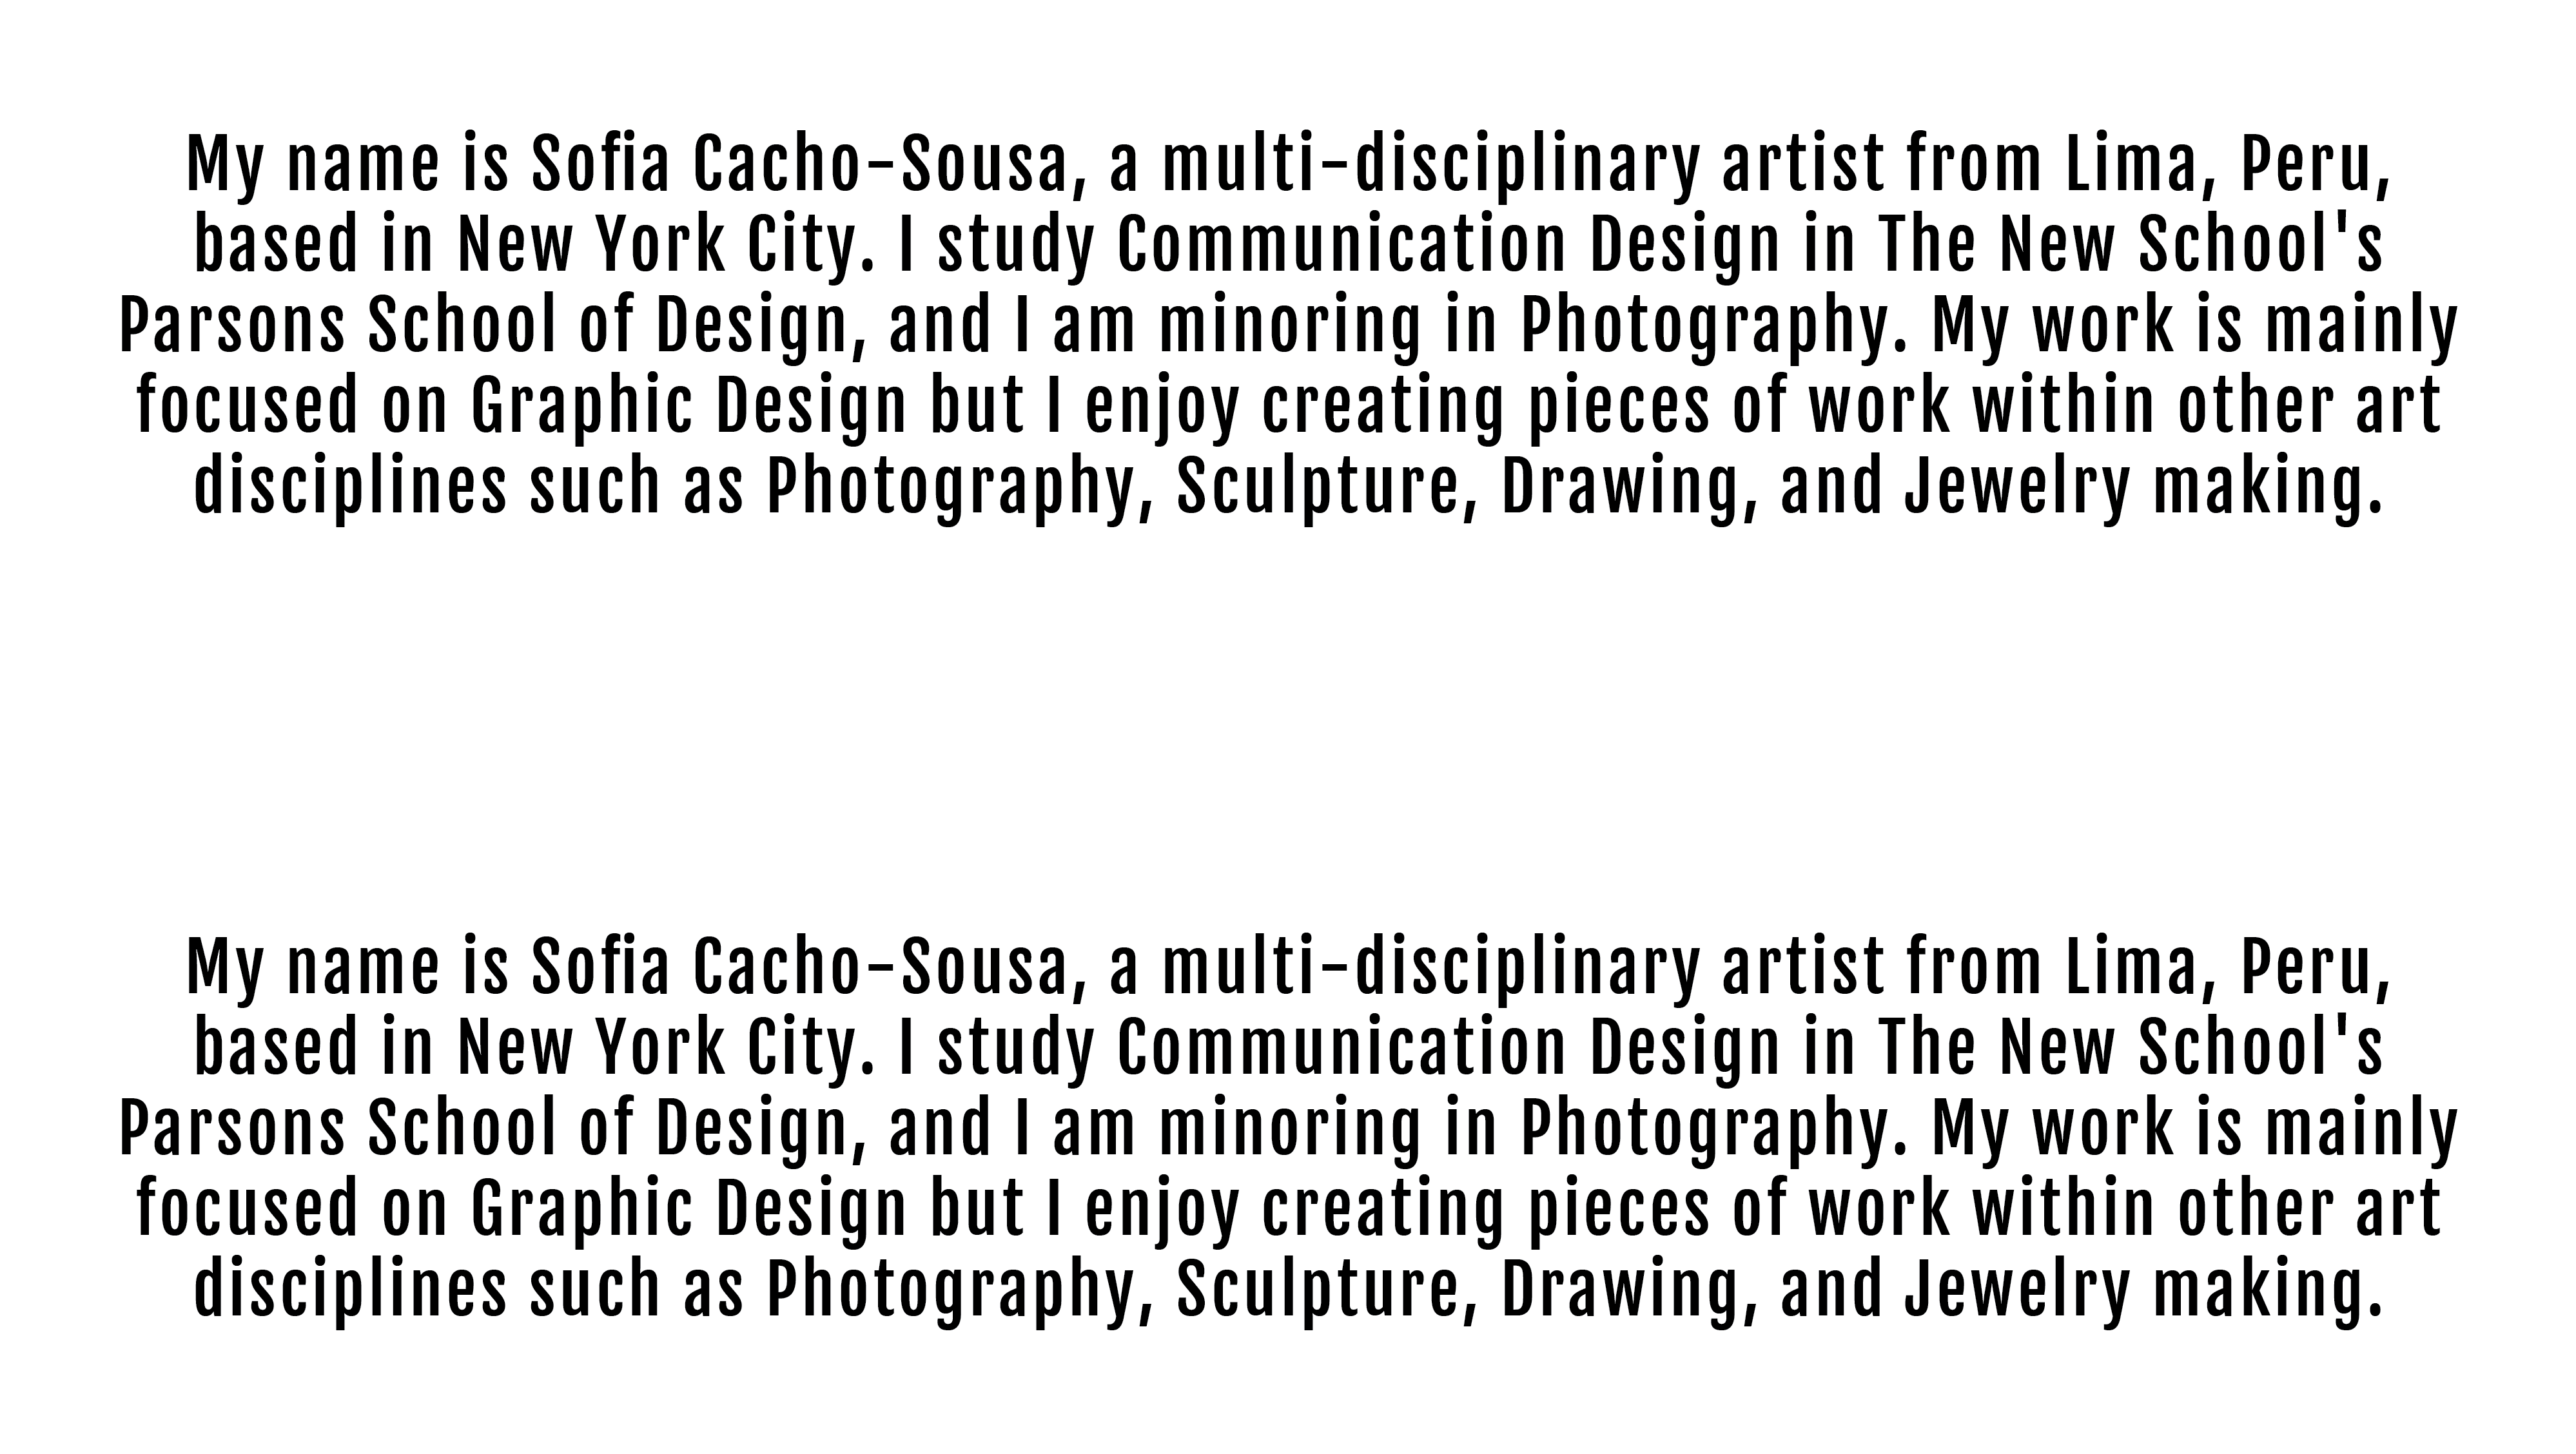 My name is Sofia Cacho-Sousa, a multi-disciplinary artist from Lima, Peru,
based in New York City. I study Communication Design in The New School's
Parsons School of Design, and I am minoring in Photography. My work is mainly
focused on Graphic Design but I enjoy creating pieces of work within other art
disciplines such as Photography, Sculpture, Drawing, and Jewelry making.
My name is Sofia Cacho-Sousa, a multi-disciplinary artist from Lima, Peru,
based in New York City. I study Communication Design in The New School's
Parsons School of Design, and I am minoring in Photography. My work is mainly
focused on Graphic Design but I enjoy creating pieces of work within other art
disciplines such as Photography, Sculpture, Drawing, and Jewelry making.